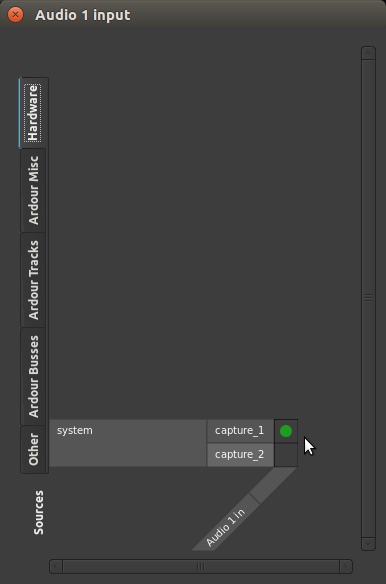 Audio 1 input
Hardware
Ardour Misc
Ardour Tracks
Ardour Busses
Other
Sources
system
capture_1
capture_2
Audio 1 in